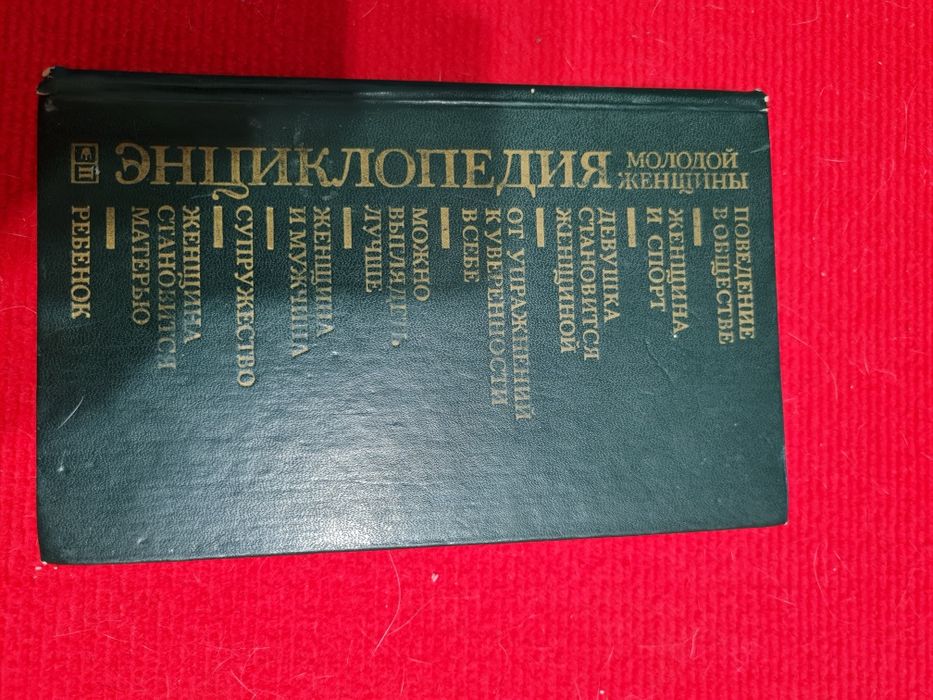 ЭНЦИКЛОПЕДИЯ
МОЛОДОЙ
ЖЕНЩИНЫ
ПОВЕДЕНИЕ
В ОБЩЕСТВЕ
ЖЕНЩИНА
И СПОРТ
ДЕВУШКА
СТАНОВИТСЯ
ЖЕНЩИНОЙ
ОТ УПРАЖНЕНИЙ
К УВЕРЕННОСТИ
В СЕБЕ
МОЖНО
ВЫГЛЯДЕТЬ
ЛУЧШЕ
ЖЕНЩИНА
И МУЖЧИНА
СУПРУЖЕСТВО
ЖЕНЩИНА
СТАНОВИТСЯ
МАТЕРЬЮ
РЕБЕНОК